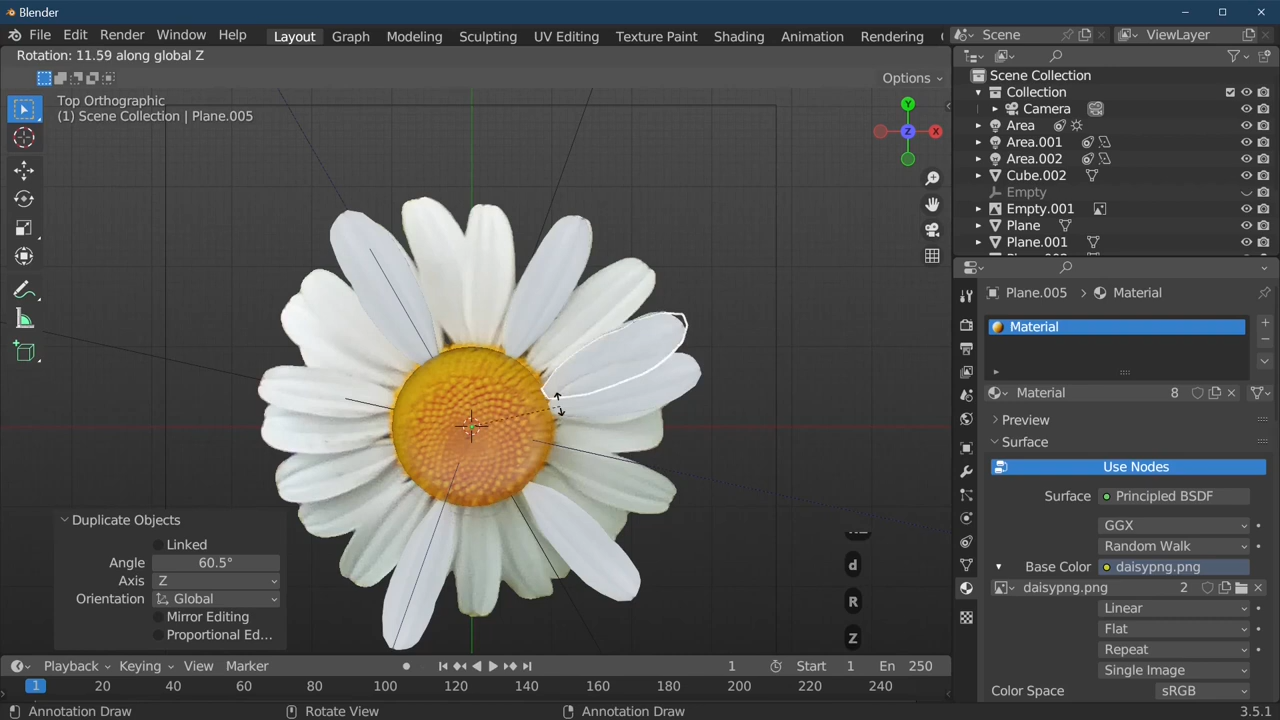 Blender
File Edit Render Window Help Layout Graph Modeling Sculpting UV Editing Texture Paint Shading Animation Rendering Scene ViewLayer
Rotation: 11.59 along global Z
Options
Top Orthographic
(1) Scene Collection | Plane.005
Y
Z
X
Scene Collection
Collection
Camera
Area
Area.001
Area.002
Cube.002
Empty
Empty.001
Plane
Plane.001
Plane.005 Material
Material
Material 8
Preview
Surface
Use Nodes
Surface Principled BSDF
GGX
Random Walk
Base Color daisypng.png
daisypng.png 2
Linear
Flat
Repeat
Single Image
Color Space sRGB
Duplicate Objects
Linked
Angle 60.5°
Axis Z
Orientation Global
Mirror Editing
Proportional Ed...
d
R
Z
Playback Keying View Marker 1 Start 1 En 250
1 20 40 60 80 100 120 140 160 180 200 220 240
Annotation Draw Rotate View Annotation Draw 3.5.1